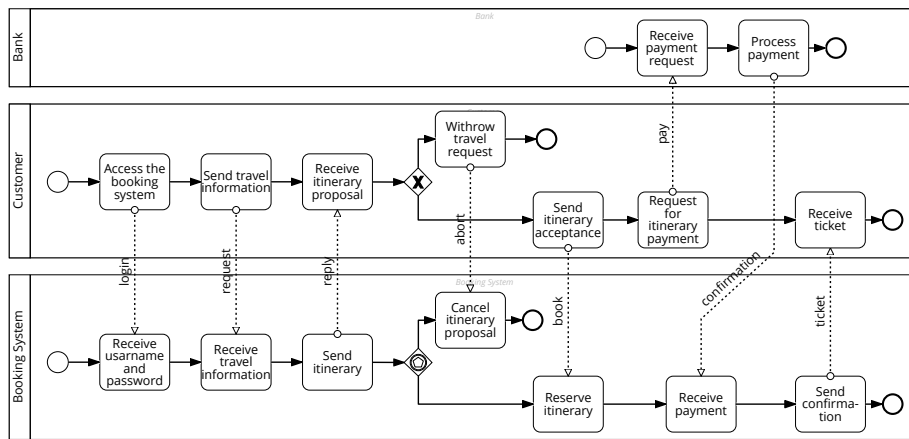 Bank
Bank
Receive
payment
request
Process
payment
Customer
Access the
booking
system
Send travel
information
Receive
itinerary
proposal
Withrow
travel
request
Send
itinerary
acceptance
Request
for
itinerary
payment
Receive
ticket
pay
login
request
reply
abort
book
confirmation
ticket
Booking System
Booking System
Receive
usarname
and
password
Receive
travel
information
Send
itinerary
Cancel
itinerary
proposal
Reserve
itinerary
Receive
payment
Send
confirma-
tion